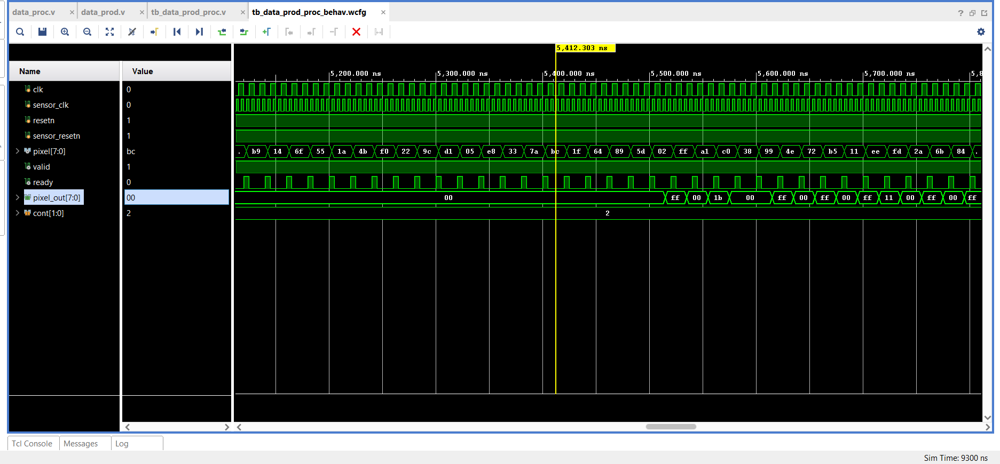 data_proc.v × data_prod.v × tb_data_prod_proc.v × tb_data_prod_proc_behav.wcfg ×
?
5,412.303 ns
Name Value
5,200.000 ns 5,300.000 ns 5,400.000 ns 5,500.000 ns 5,600.000 ns 5,700.000 ns 5,8
clk 0
sensor_clk 0
resetn 1
sensor_resetn 1
pixel[7:0] bc . b9 14 6f 55 1a 4b f0 22 9c d1 05 e8 33 7a bc 1f 64 89 5d 02 ff a1 c0 38 99 4e 72 b5 11 ee fd 2a 6b 84 .
valid 1
ready 0
pixel_out[7:0] 00 00 ff 00 1b 00 ff 00 ff 00 ff 11 00 ff 00 ff
cont[1:0] 2 2
Tcl Console Messages Log
Sim Time: 9300 ns